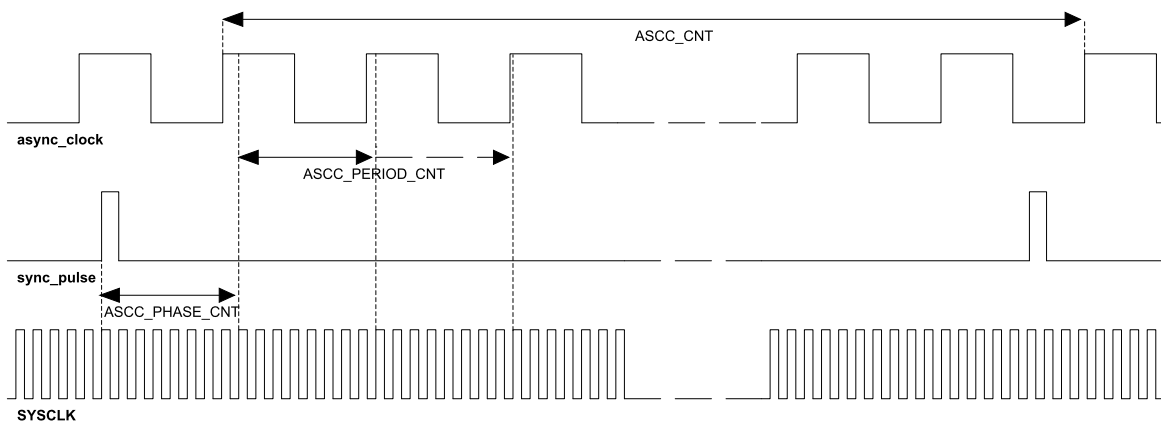 ASCC_CNT
async_clock
ASCC_PERIOD_CNT
sync_pulse
ASCC_PHASE_CNT
SYSCLK